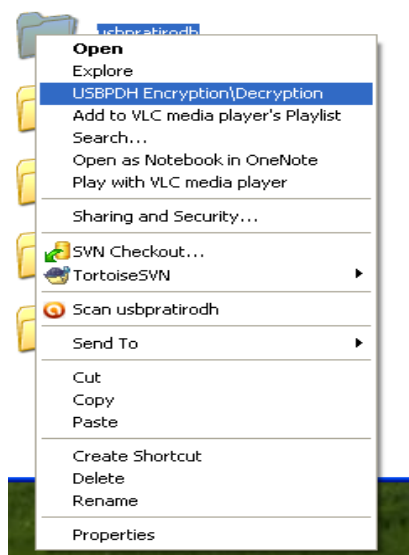 usbpratirodh
Open
Explore
USBPDH Encryption\Decryption
Add to VLC media player's Playlist
Search...
Open as Notebook in OneNote
Play with VLC media player
Sharing and Security...
SVN Checkout...
TortoiseSVN
Scan usbpratirodh
Send To
Cut
Copy
Paste
Create Shortcut
Delete
Rename
Properties